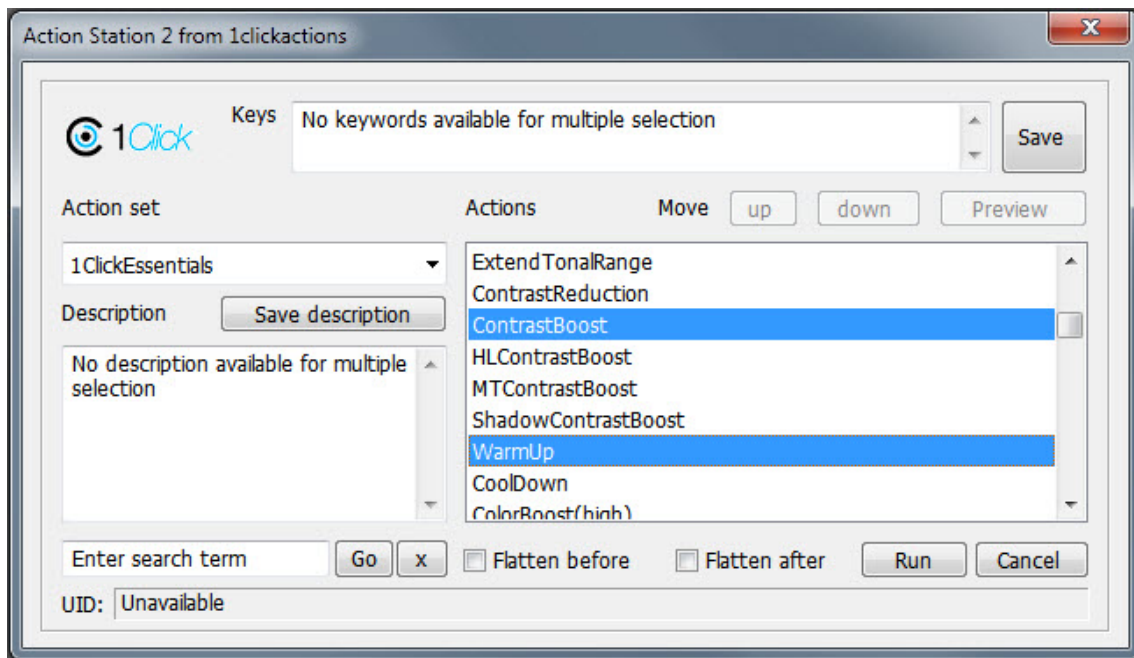 Action Station 2 from 1clickactions
1Click
Keys
No keywords available for multiple selection
Save
Action set
Actions
Move
up
down
Preview
1ClickEssentials
Description
Save description
No description available for multiple
selection
ExtendTonalRange
ContrastReduction
ContrastBoost
HLContrastBoost
MTContrastBoost
ShadowContrastBoost
WarmUp
CoolDown
ColorBoost(high)
Enter search term
Go
x
Flatten before
Flatten after
Run
Cancel
UID:
Unavailable